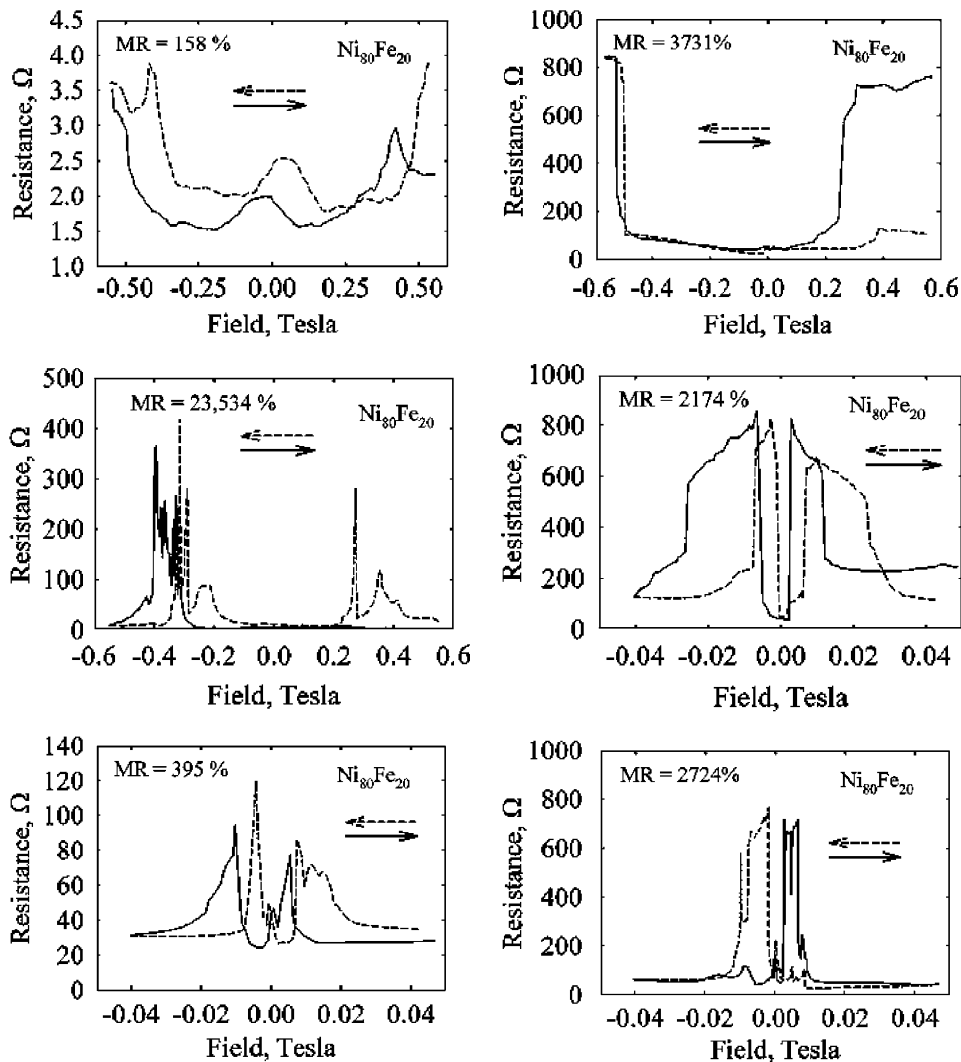 4.5
4.0
3.5
3.0
2.5
2.0
1.5
1.0
Resistance, Ω
MR = 158 %
Ni80Fe20
-0.50 -0.25 0.00 0.25 0.50
Field, Tesla
1000
800
600
400
200
0
Resistance, Ω
MR = 3731%
Ni80Fe20
-0.6 -0.4 -0.2 0.0 0.2 0.4 0.6
Field, Tesla
500
400
300
200
100
0
Resistance, Ω
MR = 23,534 %
Ni80Fe20
-0.6 -0.4 -0.2 0.0 0.2 0.4 0.6
Field, Tesla
1000
800
600
400
200
0
Resistance, Ω
MR = 2174 %
Ni80Fe20
-0.04 -0.02 0.00 0.02 0.04
Field, Tesla
140
120
100
80
60
40
20
0
Resistance, Ω
MR = 395 %
Ni80Fe20
-0.04 -0.02 0.00 0.02 0.04
Field, Tesla
1000
800
600
400
200
0
Resistance, Ω
MR = 2724%
Ni80Fe20
-0.04 -0.02 0.00 0.02 0.04
Field, Tesla